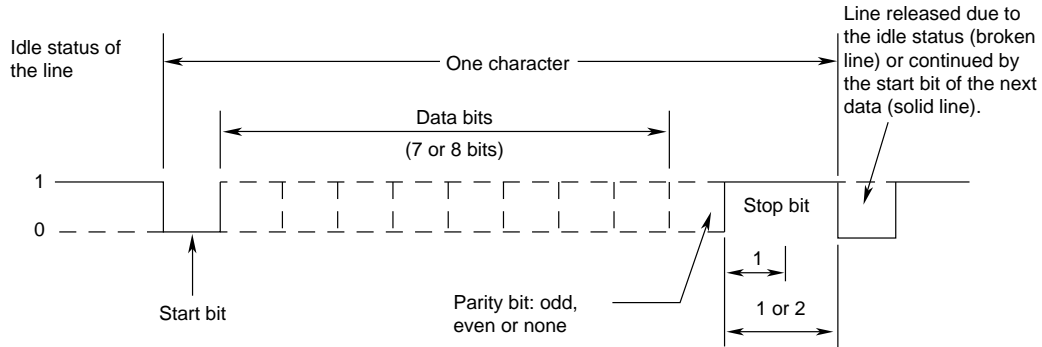 Idle status of
the line
One character
Line released due to
the idle status (broken
line) or continued by
the start bit of the next
data (solid line).
Data bits
(7 or 8 bits)
1
0
Stop bit
1
1 or 2
Start bit
Parity bit: odd,
even or none